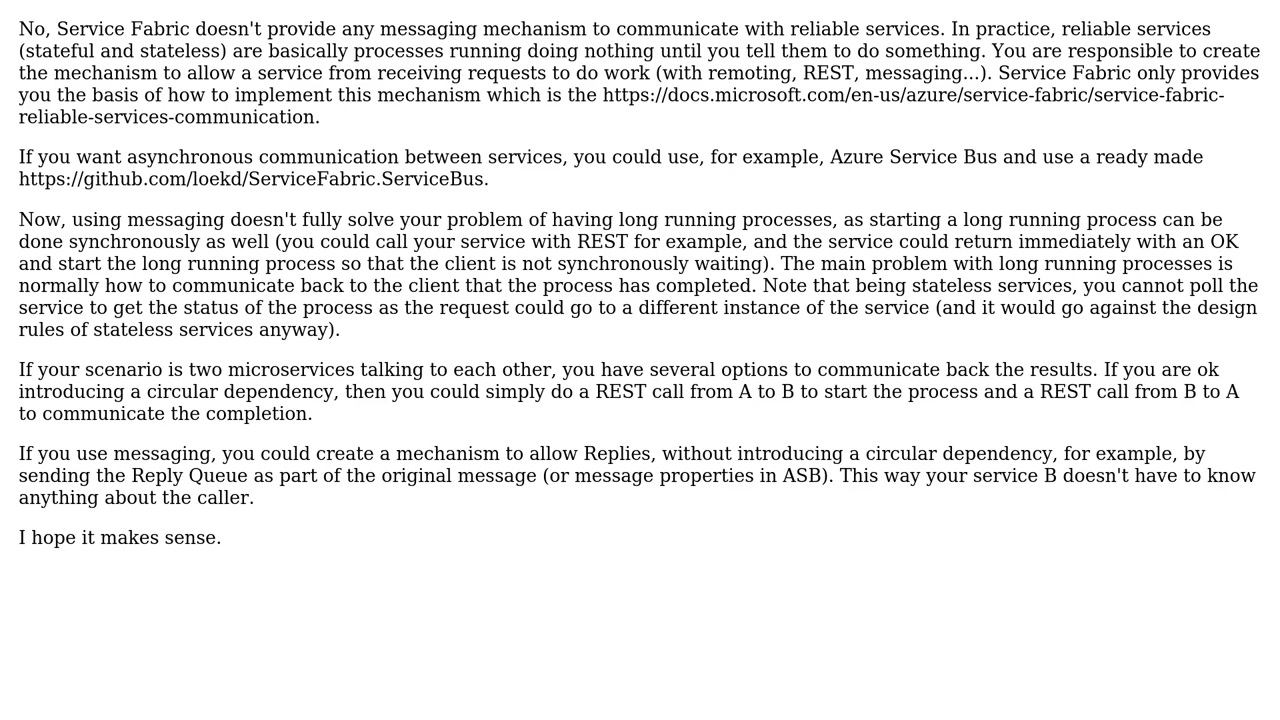 No, Service Fabric doesn't provide any messaging mechanism to communicate with reliable services. In practice, reliable services
(stateful and stateless) are basically processes running doing nothing until you tell them to do something. You are responsible to create
the mechanism to allow a service from receiving requests to do work (with remoting, REST, messaging...). Service Fabric only provides
you the basis of how to implement this mechanism which is the https://docs.microsoft.com/en-us/azure/service-fabric/service-fabric-
reliable-services-communication.
If you want asynchronous communication between services, you could use, for example, Azure Service Bus and use a ready made
https://github.com/loekd/ServiceFabric.ServiceBus.
Now, using messaging doesn't fully solve your problem of having long running processes, as starting a long running process can be
done synchronously as well (you could call your service with REST for example, and the service could return immediately with an OK
and start the long running process so that the client is not synchronously waiting). The main problem with long running processes is
normally how to communicate back to the client that the process has completed. Note that being stateless services, you cannot poll the
service to get the status of the process as the request could go to a different instance of the service (and it would go against the design
rules of stateless services anyway).
If your scenario is two microservices talking to each other, you have several options to communicate back the results. If you are ok
introducing a circular dependency, then you could simply do a REST call from A to B to start the process and a REST call from B to A
to communicate the completion.
If you use messaging, you could create a mechanism to allow Replies, without introducing a circular dependency, for example, by
sending the Reply Queue as part of the original message (or message properties in ASB). This way your service B doesn't have to know
anything about the caller.
I hope it makes sense.